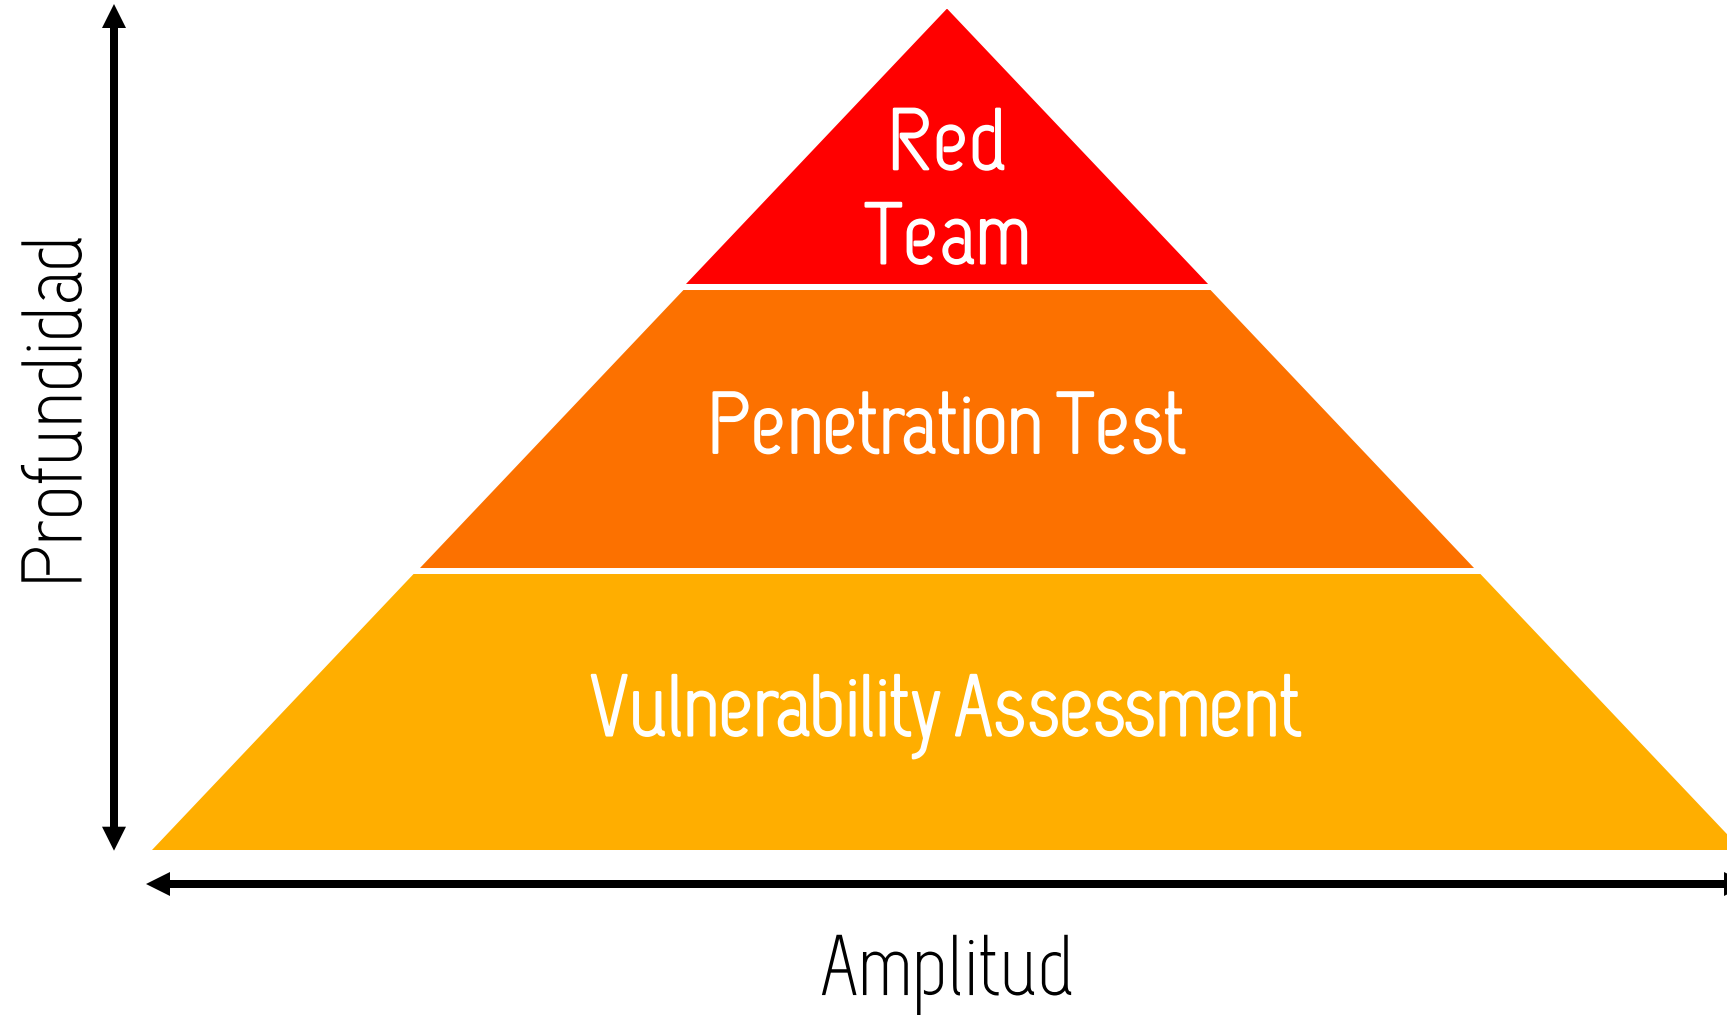 Red
Team
Penetration Test
Vulnerability Assessment
Profundidad
Amplitud